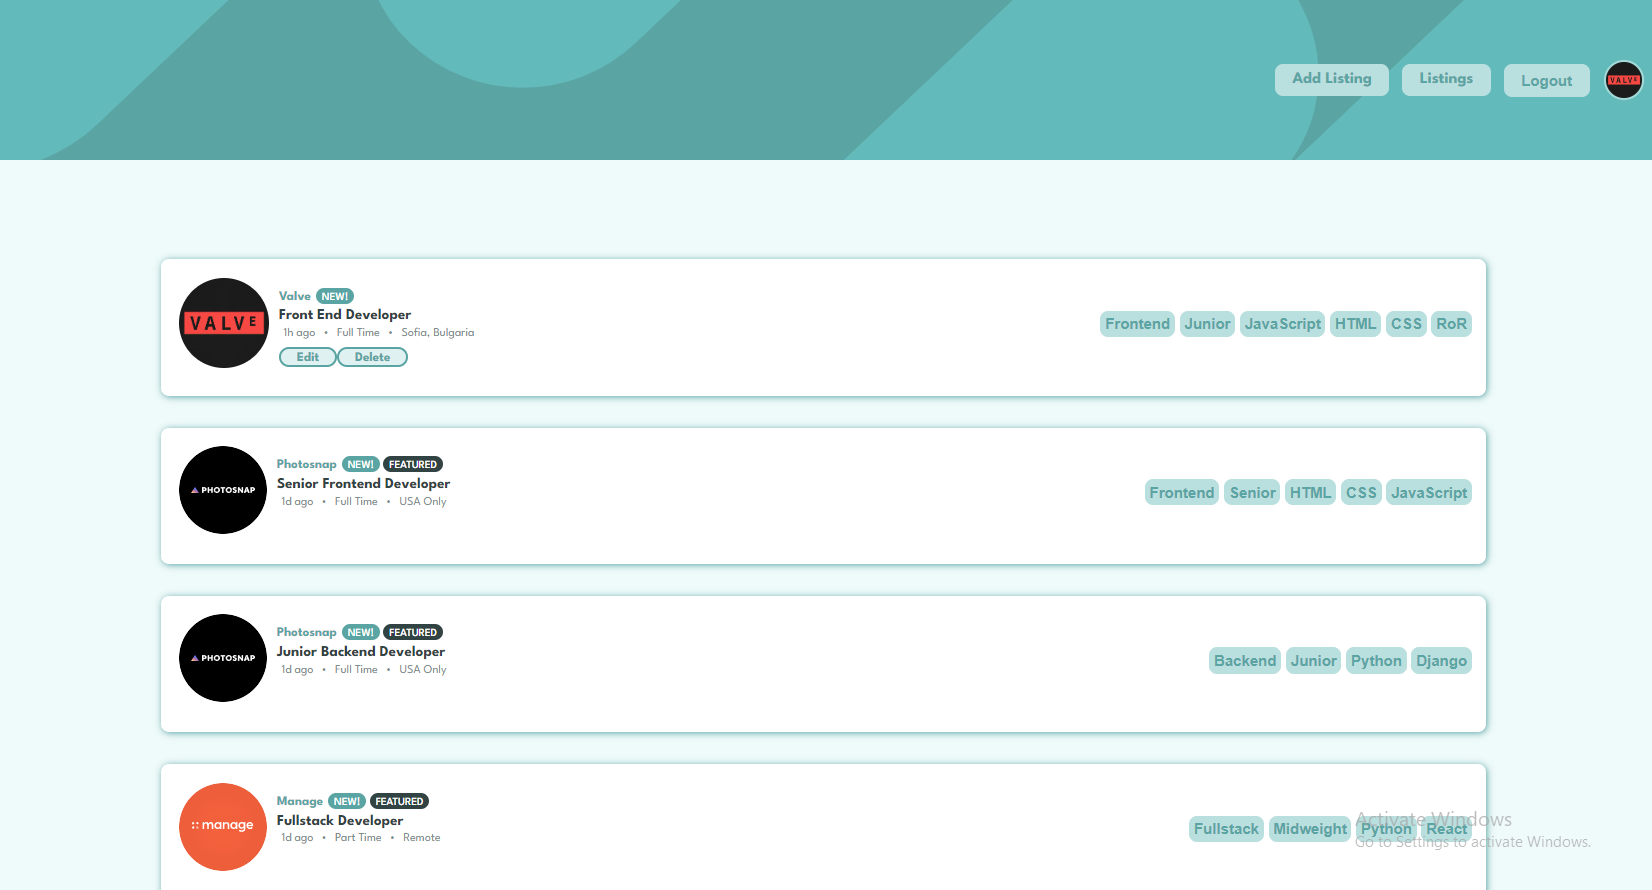 Add Listing Listings Logout VALVE
VALVE
Valve NEW!
Front End Developer
1h ago • Full Time • Sofia, Bulgaria
Edit Delete
Frontend Junior JavaScript HTML CSS RoR
PHOTOSNAP
Photosnap NEW! FEATURED
Senior Frontend Developer
1d ago • Full Time • USA Only
Frontend Senior HTML CSS JavaScript
PHOTOSNAP
Photosnap NEW! FEATURED
Junior Backend Developer
1d ago • Full Time • USA Only
Backend Junior Python Django
manage
Manage NEW! FEATURED
Fullstack Developer
1d ago • Part Time • Remote
Fullstack Midweight Python React
Activate Windows
Go to Settings to activate Windows.